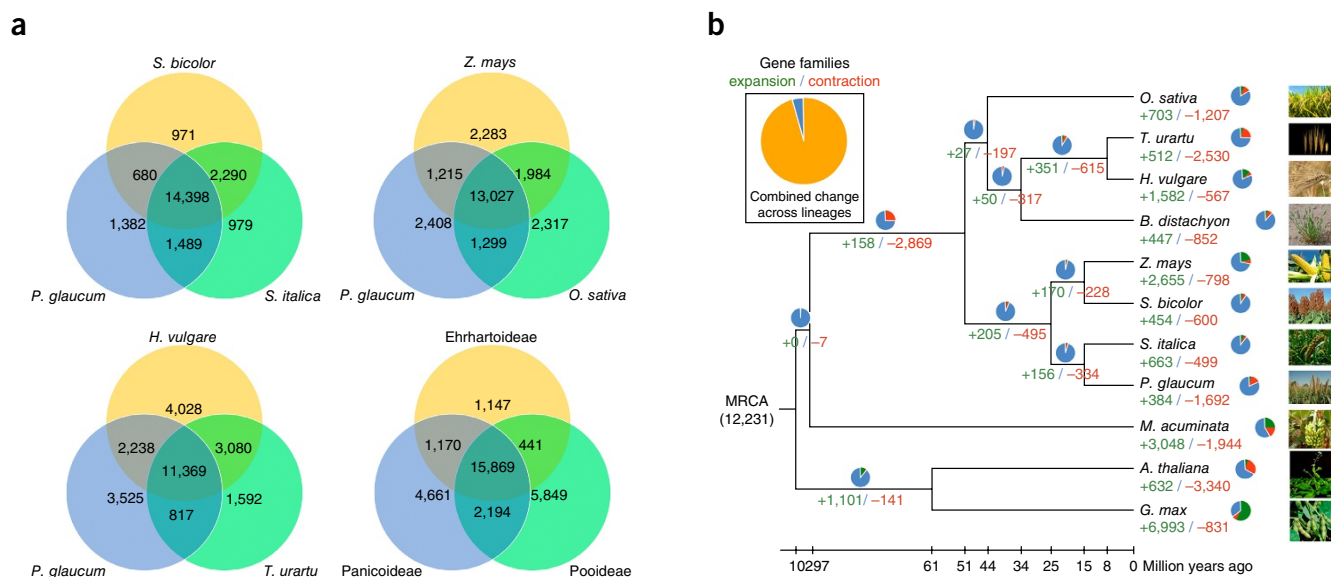 a
S. bicolor
971
680
2,290
14,398
1,382
979
1,489
P. glaucum
S. italica
Z. mays
2,283
1,215
1,984
13,027
2,408
2,317
1,299
P. glaucum
O. sativa
H. vulgare
4,028
2,238
3,080
11,369
3,525
1,592
817
P. glaucum
T. urartu
Ehrhartoideae
1,147
1,170
441
15,869
4,661
5,849
2,194
Panicoideae
Pooideae
b
Gene families
expansion / contraction
Combined change
across lineages
MRCA
(12,231)
+0 / –7
+158 / –2,869
+27 / –197
+50 / –317
+351 / –615
+205 / –495
+170 / –228
+156 / –334
+1,101/ –141
O. sativa
+703 / –1,207
T. urartu
+512 / –2,530
H. vulgare
+1,582 / –567
B. distachyon
+447 / –852
Z. mays
+2,655 / –798
S. bicolor
+454 / –600
S. italica
+663 / –499
P. glaucum
+384 / –1,692
M. acuminata
+3,048 / –1,944
A. thaliana
+632 / –3,340
G. max
+6,993 / –831
10297 61 51 44 34 25 15 8 0 Million years ago